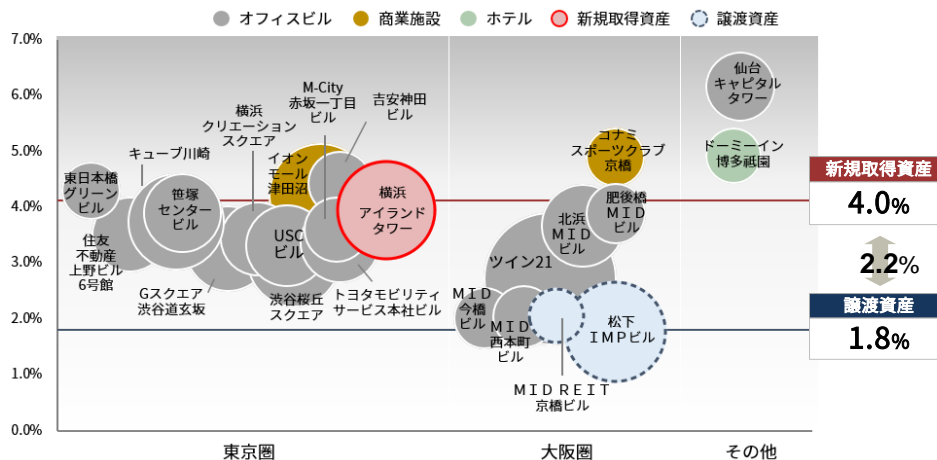 オフィスビル
商業施設
ホテル
新規取得資産
譲渡資産
7.0%
6.0%
5.0%
4.0%
3.0%
2.0%
1.0%
0.0%
東日本橋
グリーン
ビル
キューブ川崎
住友
不動産
上野ビル
6号館
笹塚
センター
ビル
Gスクエア
渋谷道玄坂
横浜
クリエーション
スクエア
USC
ビル
渋谷桜丘
スクエア
イオン
モール
津田沼
M-City
赤坂一丁目
ビル
吉安神田
ビル
トヨタモビリティ
サービス本社ビル
横浜
アイランド
タワー
ツイン21
ＭＩＤ
今橋
ビル
ＭＩＤ
西本町
ビル
北浜
ＭＩＤ
ビル
コナミ
スポーツクラブ
京橋
肥後橋
ＭＩＤ
ビル
ＭＩＤ ＲＥＩＴ
京橋ビル
松下
ＩＭＰビル
仙台
キャピタル
タワー
ドーミーイン
博多祇園
東京圏
大阪圏
その他
新規取得資産
4.0%
2.2%
譲渡資産
1.8%